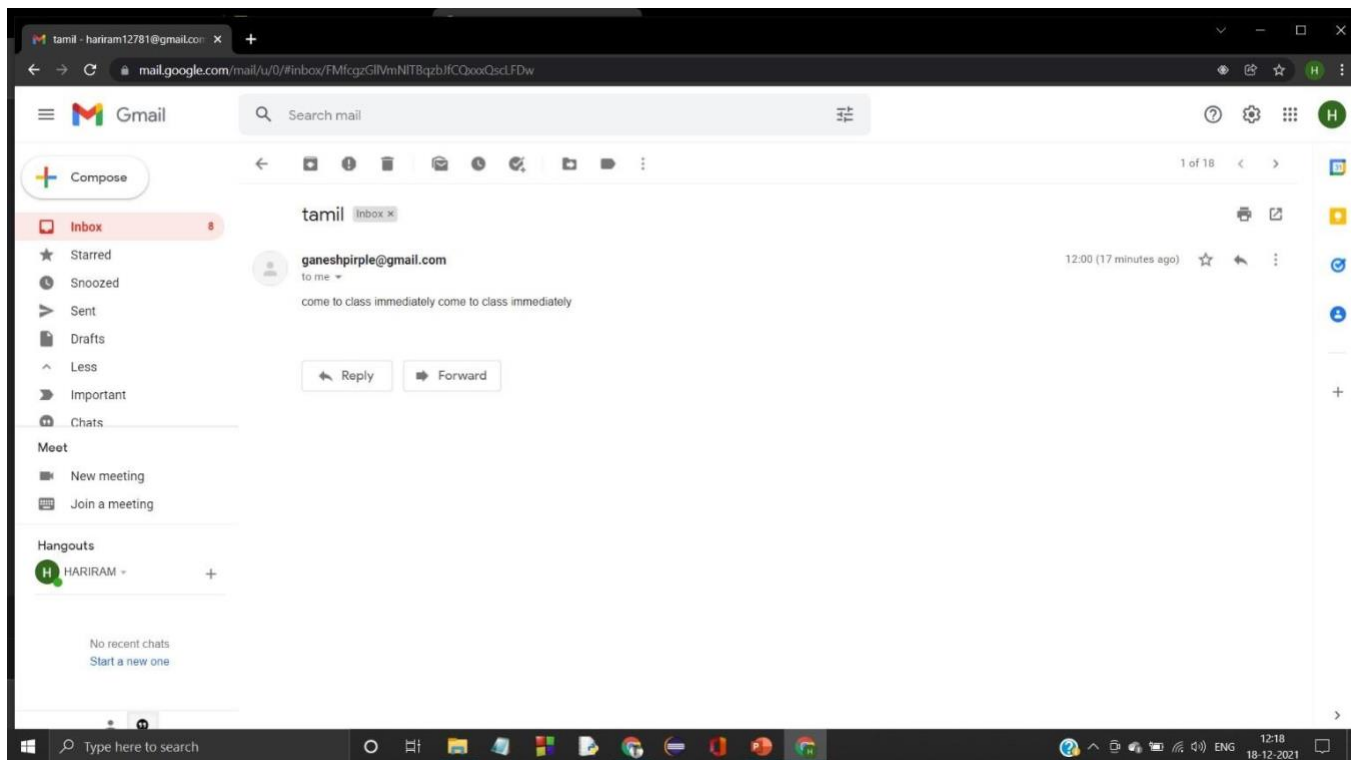 tamil - hariram12781@gmail.com
mail.google.com/mail/u/0/#inbox/
H
Gmail
Search mail
H
Compose
1 of 18
31
tamil Inbox ×
Inbox 8
ganeshpirple@gmail.com
12:00 (17 minutes ago)
to me
Starred
Snoozed
come to class immediately come to class immediately
Sent
Drafts
Less
Reply
Forward
Important
Chats
Meet
New meeting
Join a meeting
Hangouts
H HARIRAM
No recent chats
Start a new one
Type here to search
ENG
12:18
18-12-2021